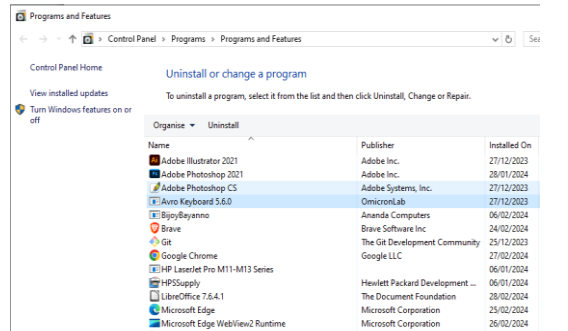 Programs and Features
Control Panel > Programs > Programs and Features
Control Panel Home
View installed updates
Turn Windows features on or
off
Uninstall or change a program
To uninstall a program, select it from the list and then click Uninstall, Change or Repair.
Organise Uninstall
Name Publisher Installed On
Adobe Illustrator 2021 Adobe Inc. 27/12/2023
Adobe Photoshop 2021 Adobe Inc. 28/01/2024
Adobe Photoshop CS Adobe Systems, Inc. 27/12/2023
Avro Keyboard 5.6.0 OmicronLab 27/12/2023
BijoyBayanno Ananda Computers 06/02/2024
Brave Brave Software Inc 24/02/2024
Git The Git Development Community 25/12/2023
Google Chrome Google LLC 27/02/2024
HP LaserJet Pro M11-M13 Series 06/01/2024
HPSSupply Hewlett Packard Development ... 06/01/2024
LibreOffice 7.6.4.1 The Document Foundation 28/02/2024
Microsoft Edge Microsoft Corporation 25/02/2024
Microsoft Edge WebView2 Runtime Microsoft Corporation 26/02/2024